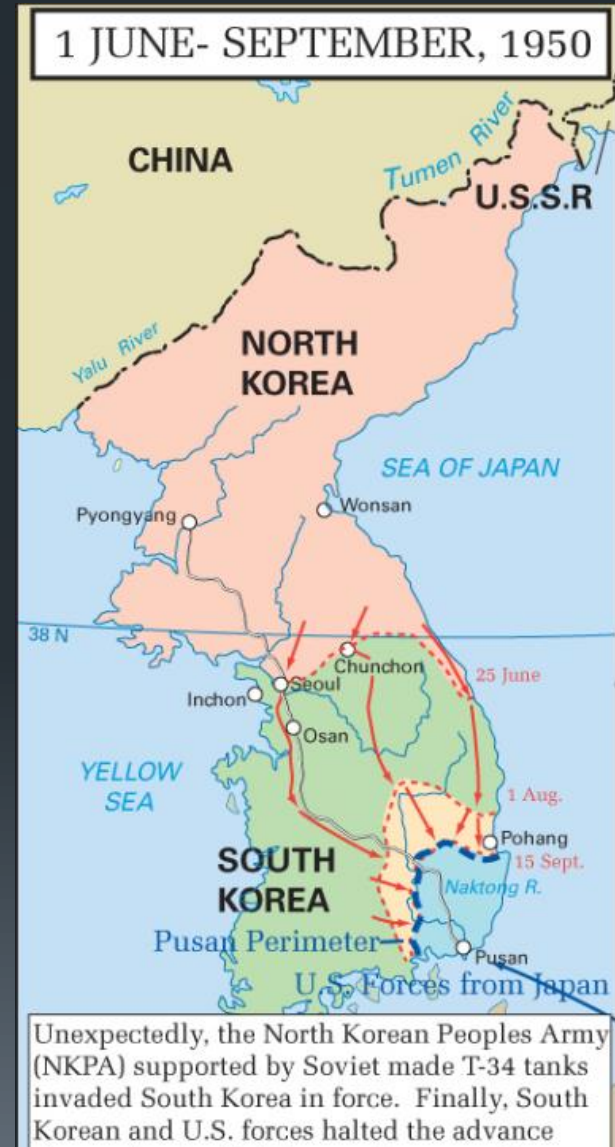 1 JUNE- SEPTEMBER, 1950
CHINA
Tumen River
U.S.S.R
Yalu River
NORTH
KOREA
SEA OF JAPAN
Pyongyang
Wonsan
38 N
Chunchon
25 June
Seoul
Inchon
Osan
YELLOW
SEA
1 Aug.
Pohang
15 Sept.
SOUTH
KOREA
Naktong R.
Pusan Perimeter
Pusan
U.S. Forces from Japan
Unexpectedly, the North Korean Peoples Army
(NKPA) supported by Soviet made T-34 tanks
invaded South Korea in force. Finally, South
Korean and U.S. forces halted the advance